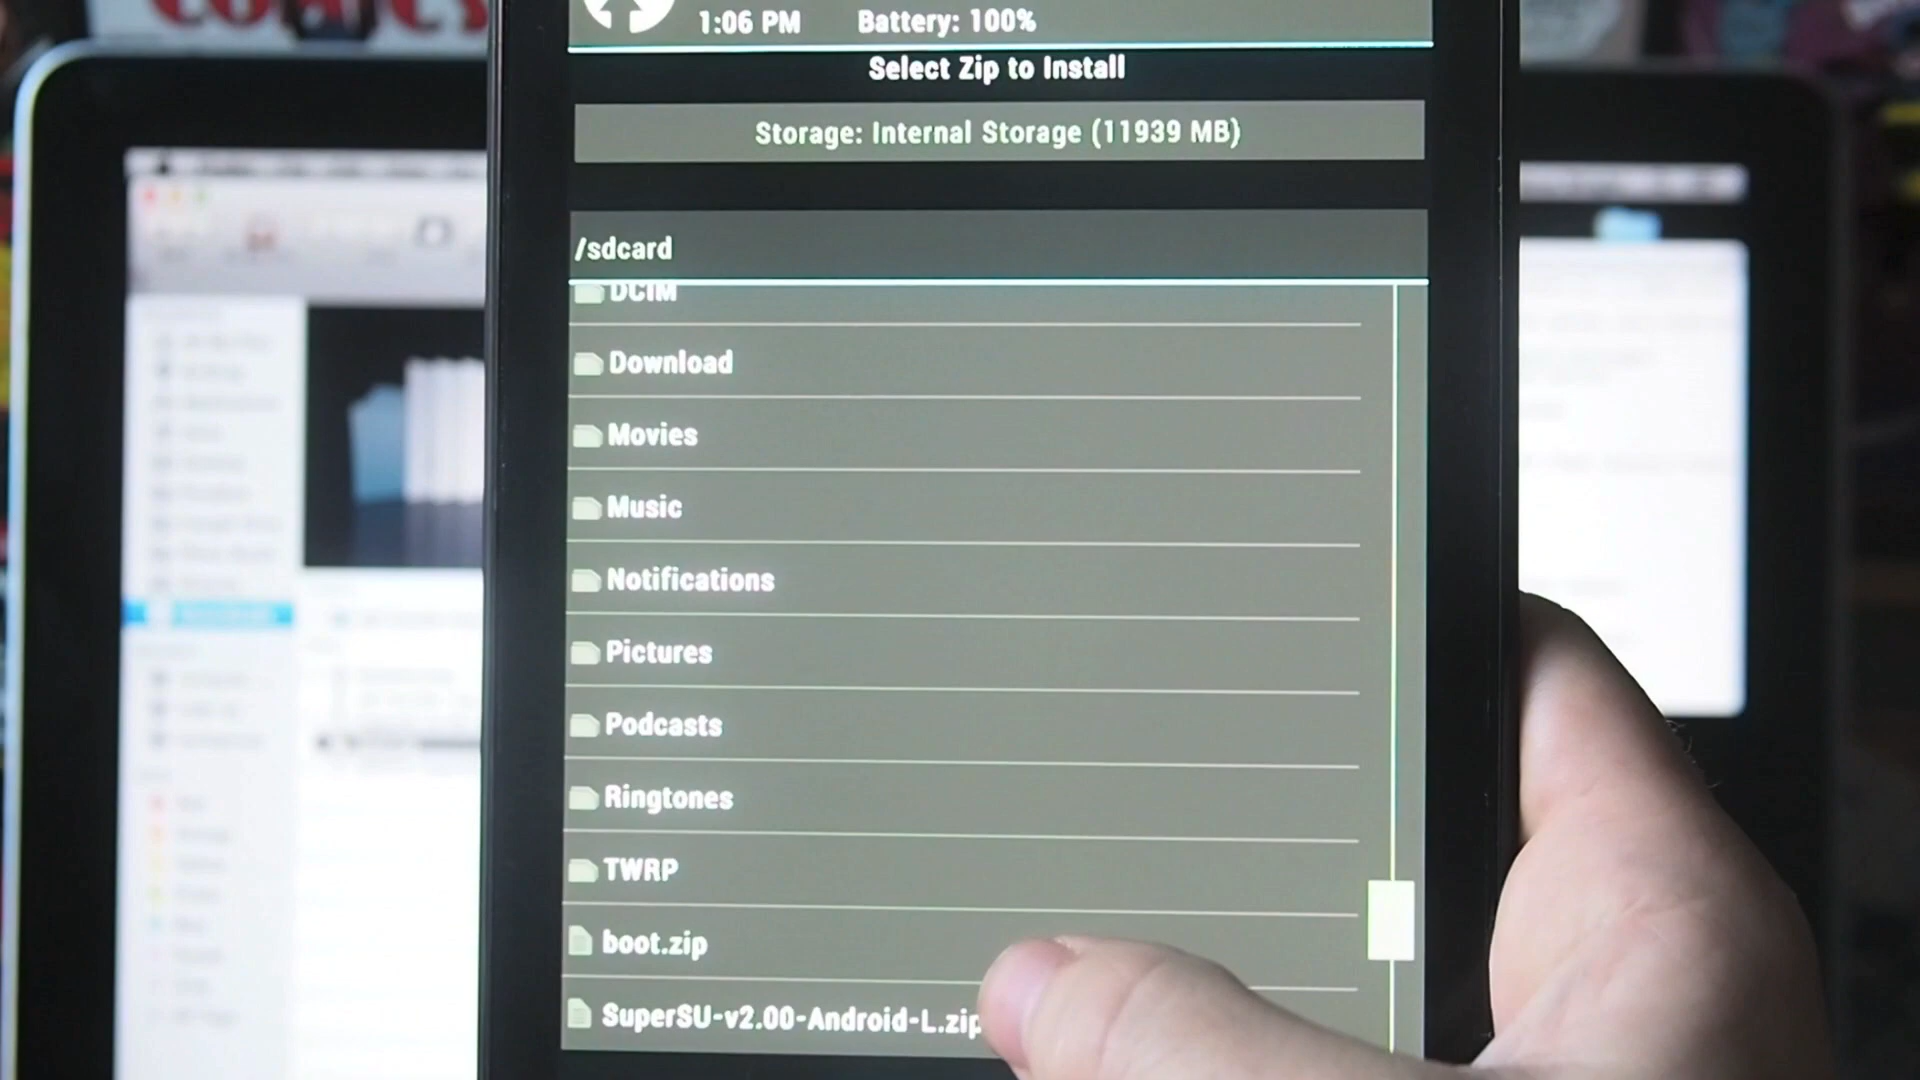 COMICS
1:06 PM Battery: 100%
Select Zip to Install
Storage: Internal Storage (11939 MB)
/sdcard
DCIM
Download
Movies
Music
Notifications
Pictures
Podcasts
Ringtones
TWRP
boot.zip
SuperSU-v2.00-Android-L.zip